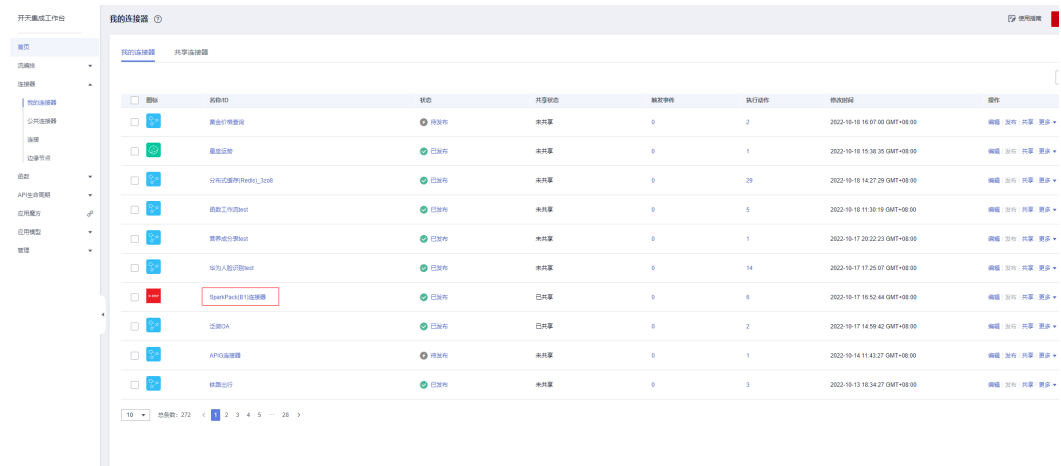 开天集成工作台
首页
流编排
连接器
我的连接器
公共连接器
连接
边缘节点
函数
API生命周期
应用魔方
应用模型
管理
我的连接器
使用指南
我的连接器 共享连接器
图标 名称/ID 状态 共享状态 触发事件 执行动作 修改时间 操作
黄金价格查询 待发布 未共享 0 2 2022-10-18 16:07:00 GMT+08:00 编辑 发布 共享 更多
星座运势 已发布 未共享 0 1 2022-10-18 15:38:35 GMT+08:00 编辑 发布 共享 更多
分布式缓存(Redis)_3zo8 已发布 未共享 0 29 2022-10-18 14:27:29 GMT+08:00 编辑 发布 共享 更多
函数工作流test 已发布 未共享 0 5 2022-10-18 11:30:19 GMT+08:00 编辑 发布 共享 更多
营养成分表test 已发布 未共享 0 1 2022-10-17 20:22:23 GMT+08:00 编辑 发布 共享 更多
华为人脸识别test 已发布 未共享 0 14 2022-10-17 17:25:07 GMT+08:00 编辑 发布 共享 更多
SparkPack(B1)连接器 已发布 已共享 0 6 2022-10-17 16:52:44 GMT+08:00 编辑 发布 共享 更多
泛微OA 已发布 已共享 0 2 2022-10-17 14:59:42 GMT+08:00 编辑 发布 共享 更多
APIG连接器 待发布 未共享 0 1 2022-10-14 11:43:27 GMT+08:00 编辑 发布 共享 更多
铁路出行 已发布 未共享 0 3 2022-10-13 18:34:27 GMT+08:00 编辑 发布 共享 更多
10 总条数: 272 < 1 2 3 4 5 ... 28 >